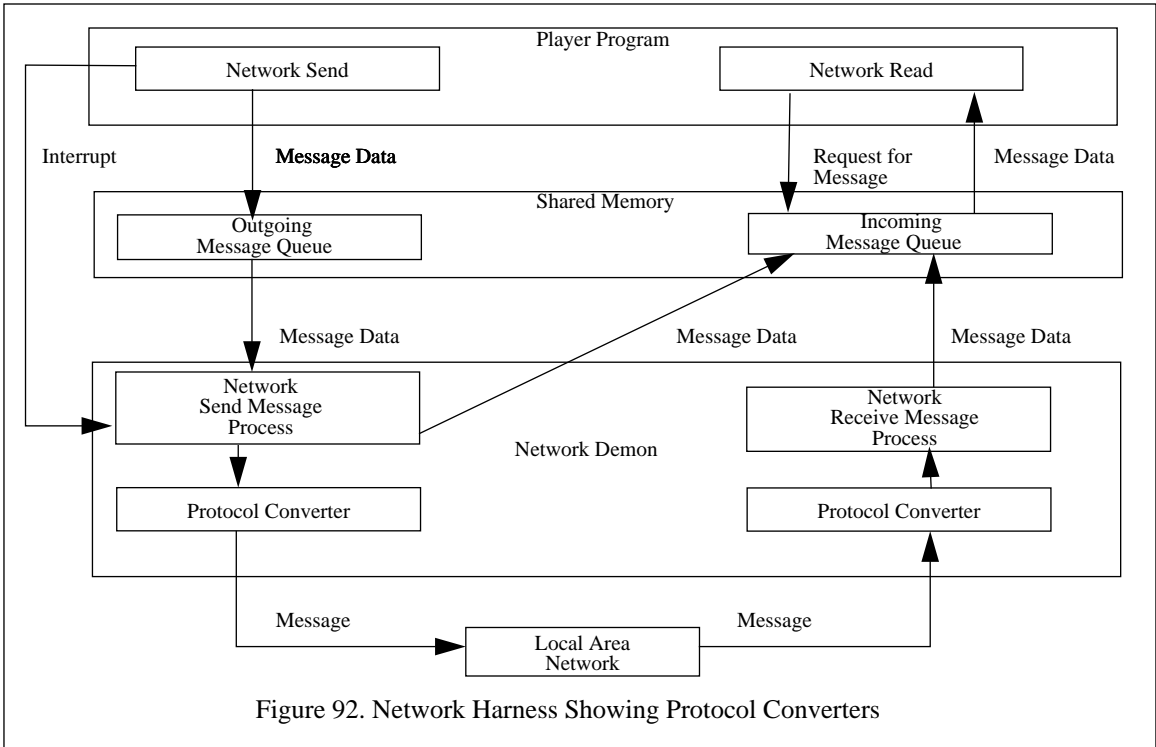 Player Program
Network Send
Network Read
Interrupt
Message Data
Request for
Message
Message Data
Shared Memory
Outgoing
Message Queue
Incoming
Message Queue
Message Data
Message Data
Message Data
Network
Send Message
Process
Network
Receive Message
Process
Network Demon
Protocol Converter
Protocol Converter
Message
Message
Local Area
Network
Figure 92. Network Harness Showing Protocol Converters